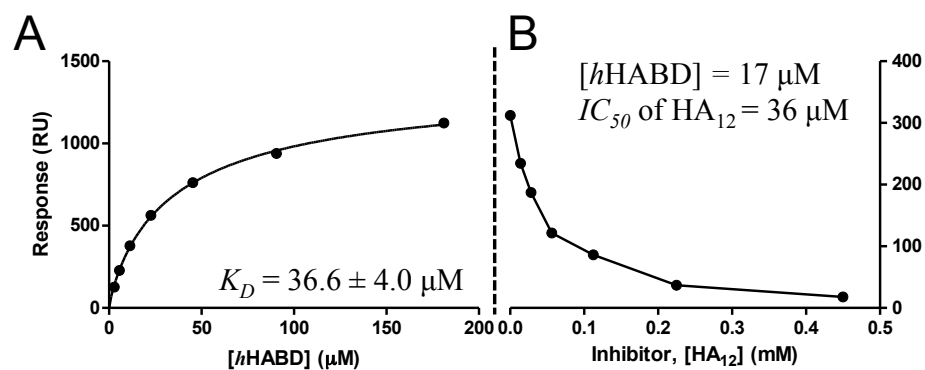 A
B
1500
1000
500
0
Response (RU)
K_D = 36.6 ± 4.0 μM
0
50
100
150
200
[hHABD] (μM)
[hHABD] = 17 μM
IC₅₀ of HA₁₂ = 36 μM
400
300
200
100
0
0.0
0.1
0.2
0.3
0.4
0.5
Inhibitor, [HA₁₂] (mM)